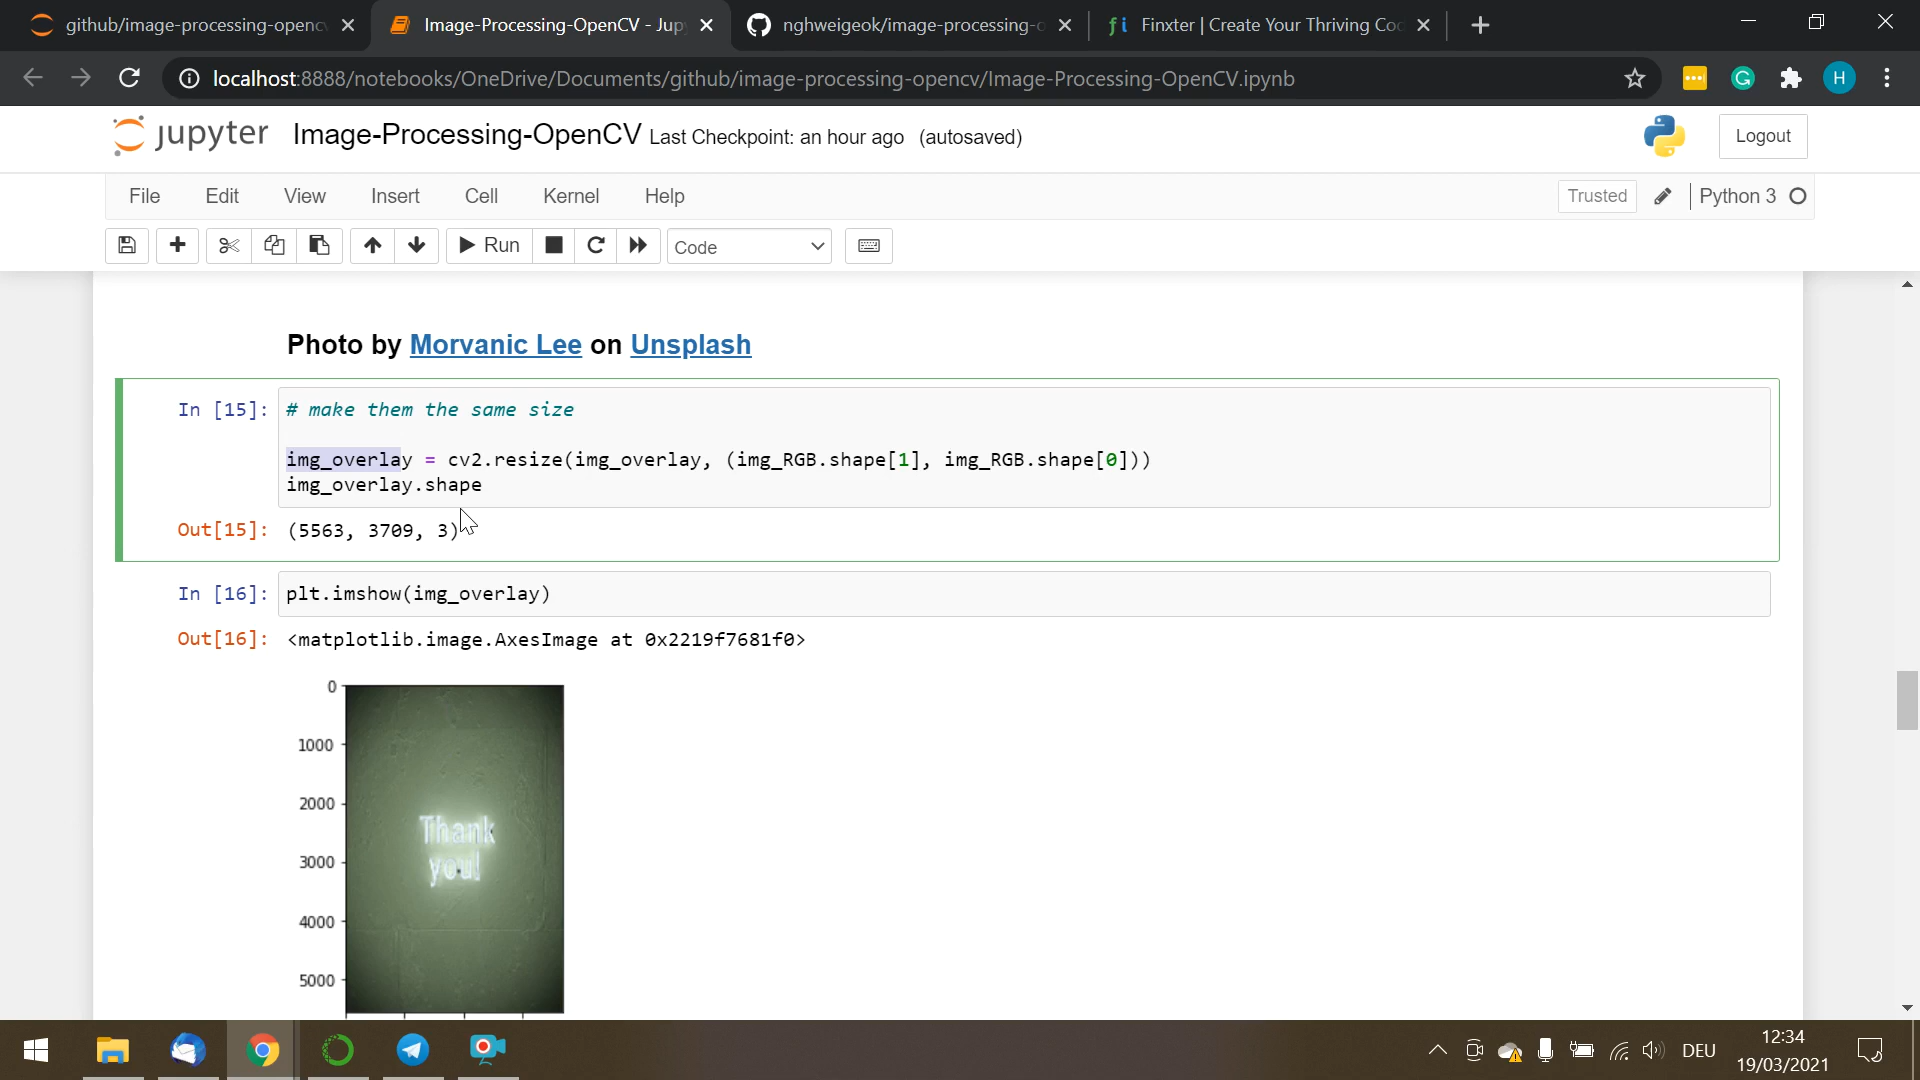 github/image-processing-openc
Image-Processing-OpenCV - Jup
nghweigeok/image-processing-o
Finxter | Create Your Thriving Coc
localhost:8888/notebooks/OneDrive/Documents/github/image-processing-opencv/Image-Processing-OpenCV.ipynb
H
jupyter Image-Processing-OpenCV Last Checkpoint: an hour ago (autosaved)
Logout
File Edit View Insert Cell Kernel Help
Trusted
Python 3
Run
Code
Photo by Morvanic Lee on Unsplash
In [15]: # make them the same size
img_overlay = cv2.resize(img_overlay, (img_RGB.shape[1], img_RGB.shape[0]))
img_overlay.shape
Out[15]: (5563, 3709, 3)
In [16]: plt.imshow(img_overlay)
Out[16]: <matplotlib.image.AxesImage at 0x2219f7681f0>
0
1000
2000
3000
4000
5000
Thank
you!
DEU
12:34
19/03/2021